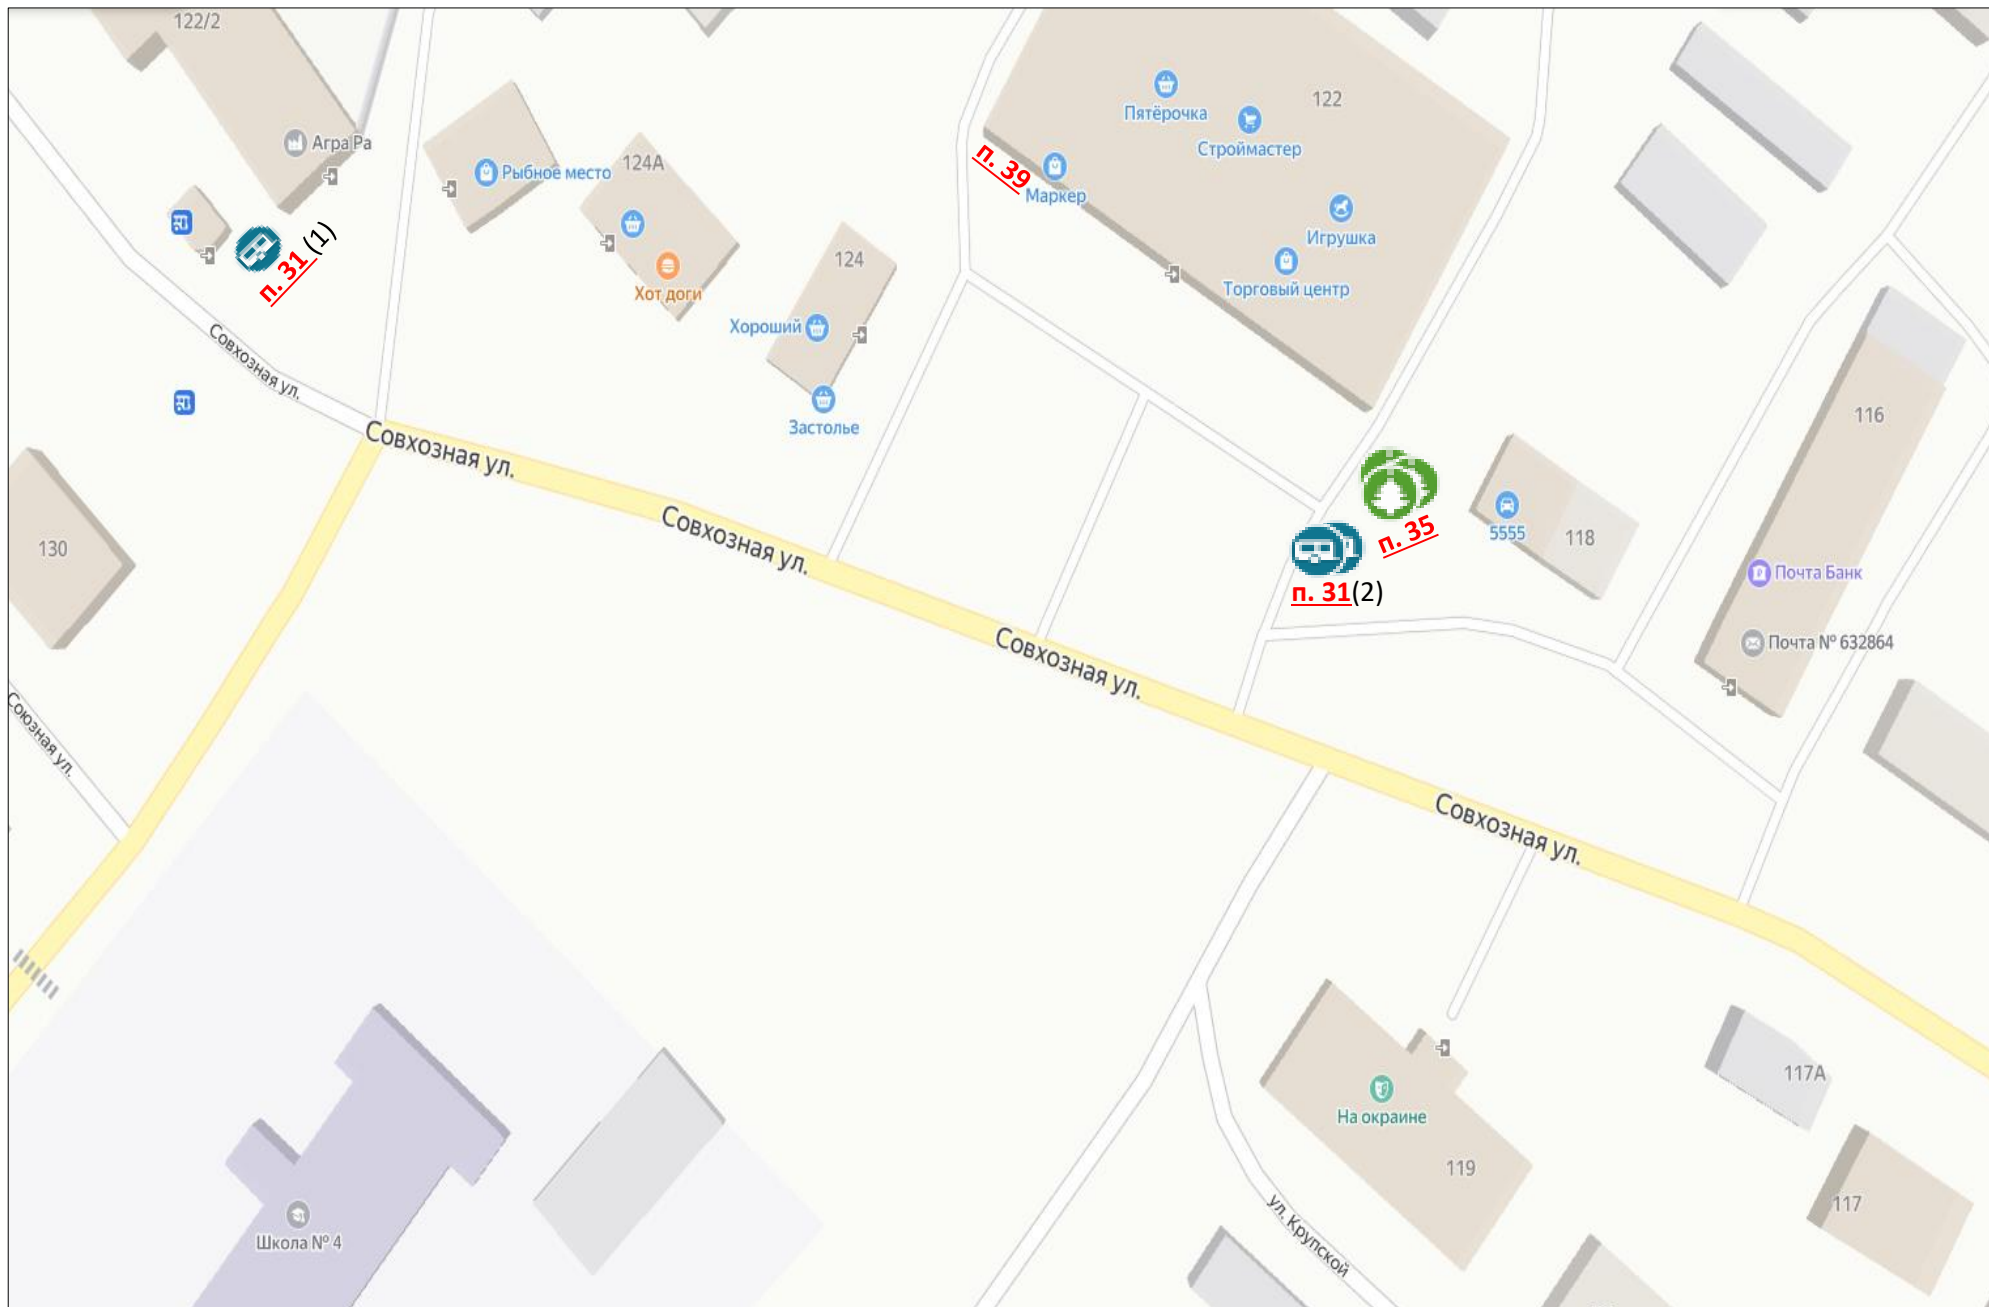 122/2
122
Пятёрочка
Строймастер
Агра Ра
Рыбное место
124А
п. 39
Маркер
Игрушка
Торговый центр
п. 31 (1)
Хот доги
124
Хороший
Застолье
Совхозная ул.
Совхозная ул.
Совхозная ул.
116
130
5555
118
п. 35
п. 31(2)
Почта Банк
Почта № 632864
Совхозная ул.
Союзная ул.
Совхозная ул.
На окраине
119
117А
117
ул. Крупской
Школа № 4